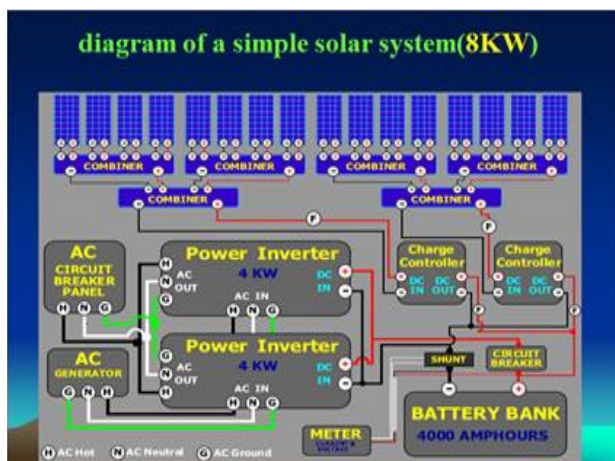 diagram of a simple solar system(8KW)
COMBINER COMBINER COMBINER COMBINER
COMBINER COMBINER
F
F
AC
CIRCUIT
BREAKER
PANEL
H N G
Power Inverter
4 KW
H
N
G
AC
OUT
DC
IN
+
−
AC IN
H N G
Charge
Controller
DC
IN
DC
OUT
Charge
Controller
DC
IN
DC
OUT
F F
AC
GENERATOR
G N H
Power Inverter
4 KW
G
N
H
AC
OUT
DC
IN
+
−
AC IN
H N G
SHUNT
CIRCUIT
BREAKER
− +
BATTERY BANK
4000 AMPHOURS
METER
CURRENT &
VOLTAGE
H AC Hot N AC Neutral G AC Ground